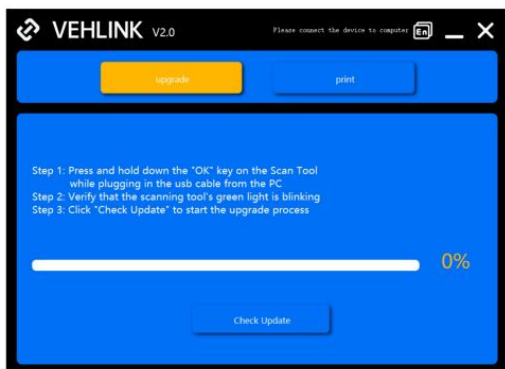 VEHLINK V2.0
Please connect the device to computer
En
upgrade
print
Step 1: Press and hold down the "OK" key on the Scan Tool
while plugging in the usb cable from the PC
Step 2: Verify that the scanning tool's green light is blinking
Step 3: Click "Check Update" to start the upgrade process
0%
Check Update